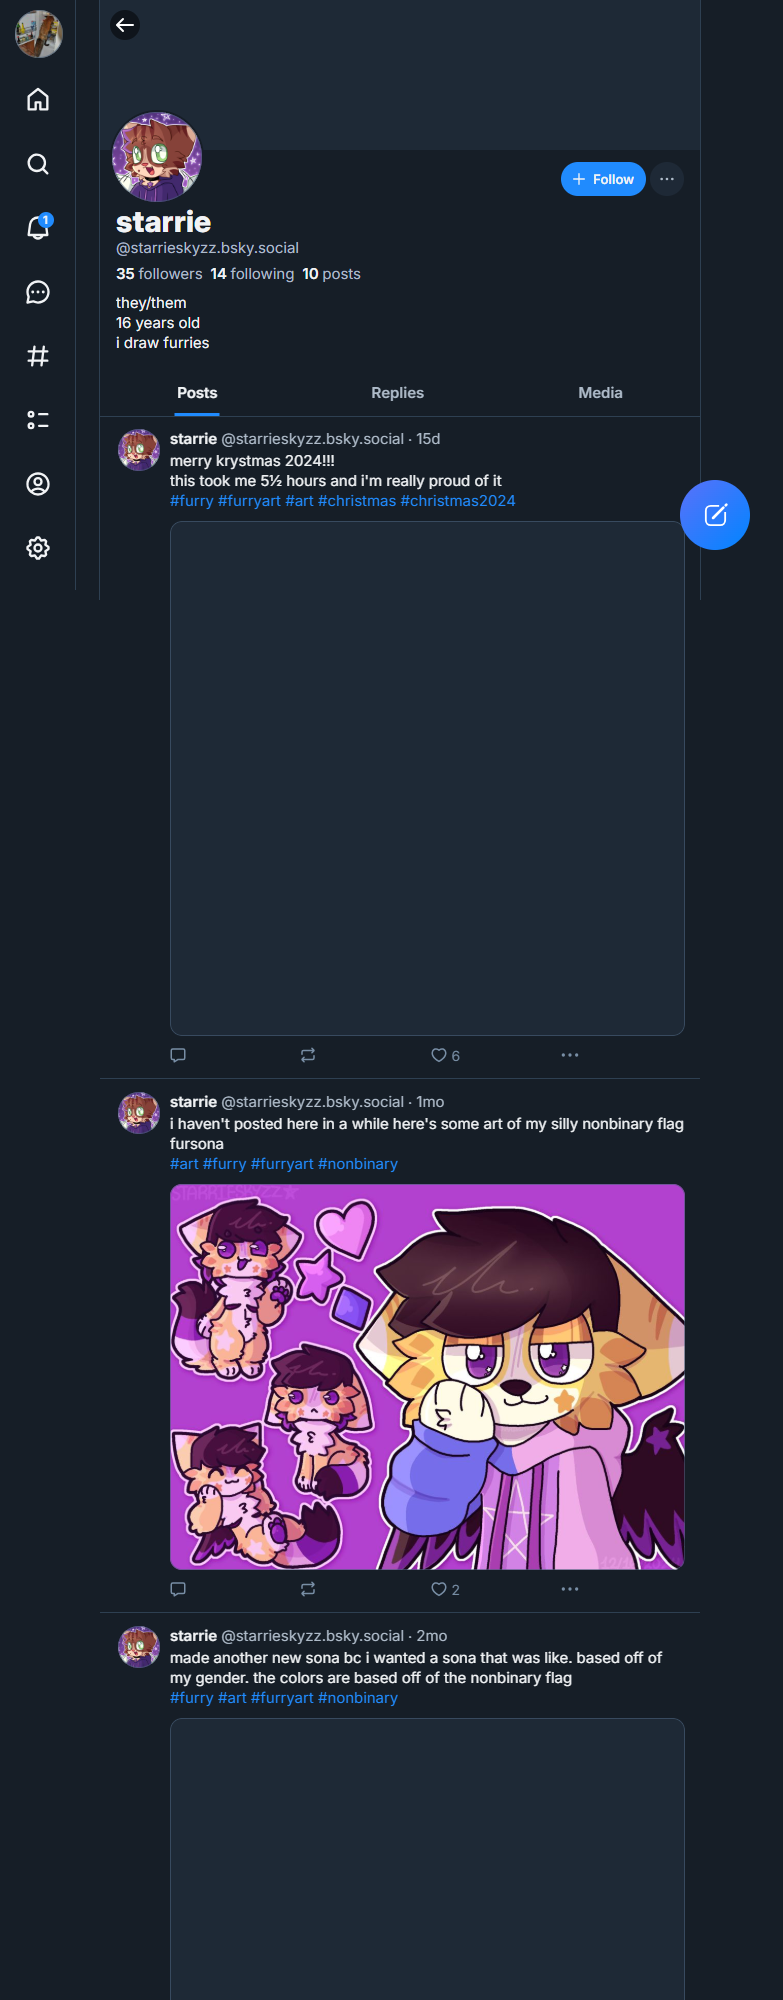 1
+ Follow
starrie
@starrieskyzz.bsky.social
35 followers 14 following 10 posts
they/them
16 years old
i draw furries
Posts Replies Media
starrie @starrieskyzz.bsky.social · 15d
merry krystmas 2024!!!
this took me 5½ hours and i'm really proud of it
#furry #furryart #art #christmas #christmas2024
6
starrie @starrieskyzz.bsky.social · 1mo
i haven't posted here in a while here's some art of my silly nonbinary flag
fursona
#art #furry #furryart #nonbinary
STARRIESKYZZ★
2
starrie @starrieskyzz.bsky.social · 2mo
made another new sona bc i wanted a sona that was like. based off of
my gender. the colors are based off of the nonbinary flag
#furry #art #furryart #nonbinary